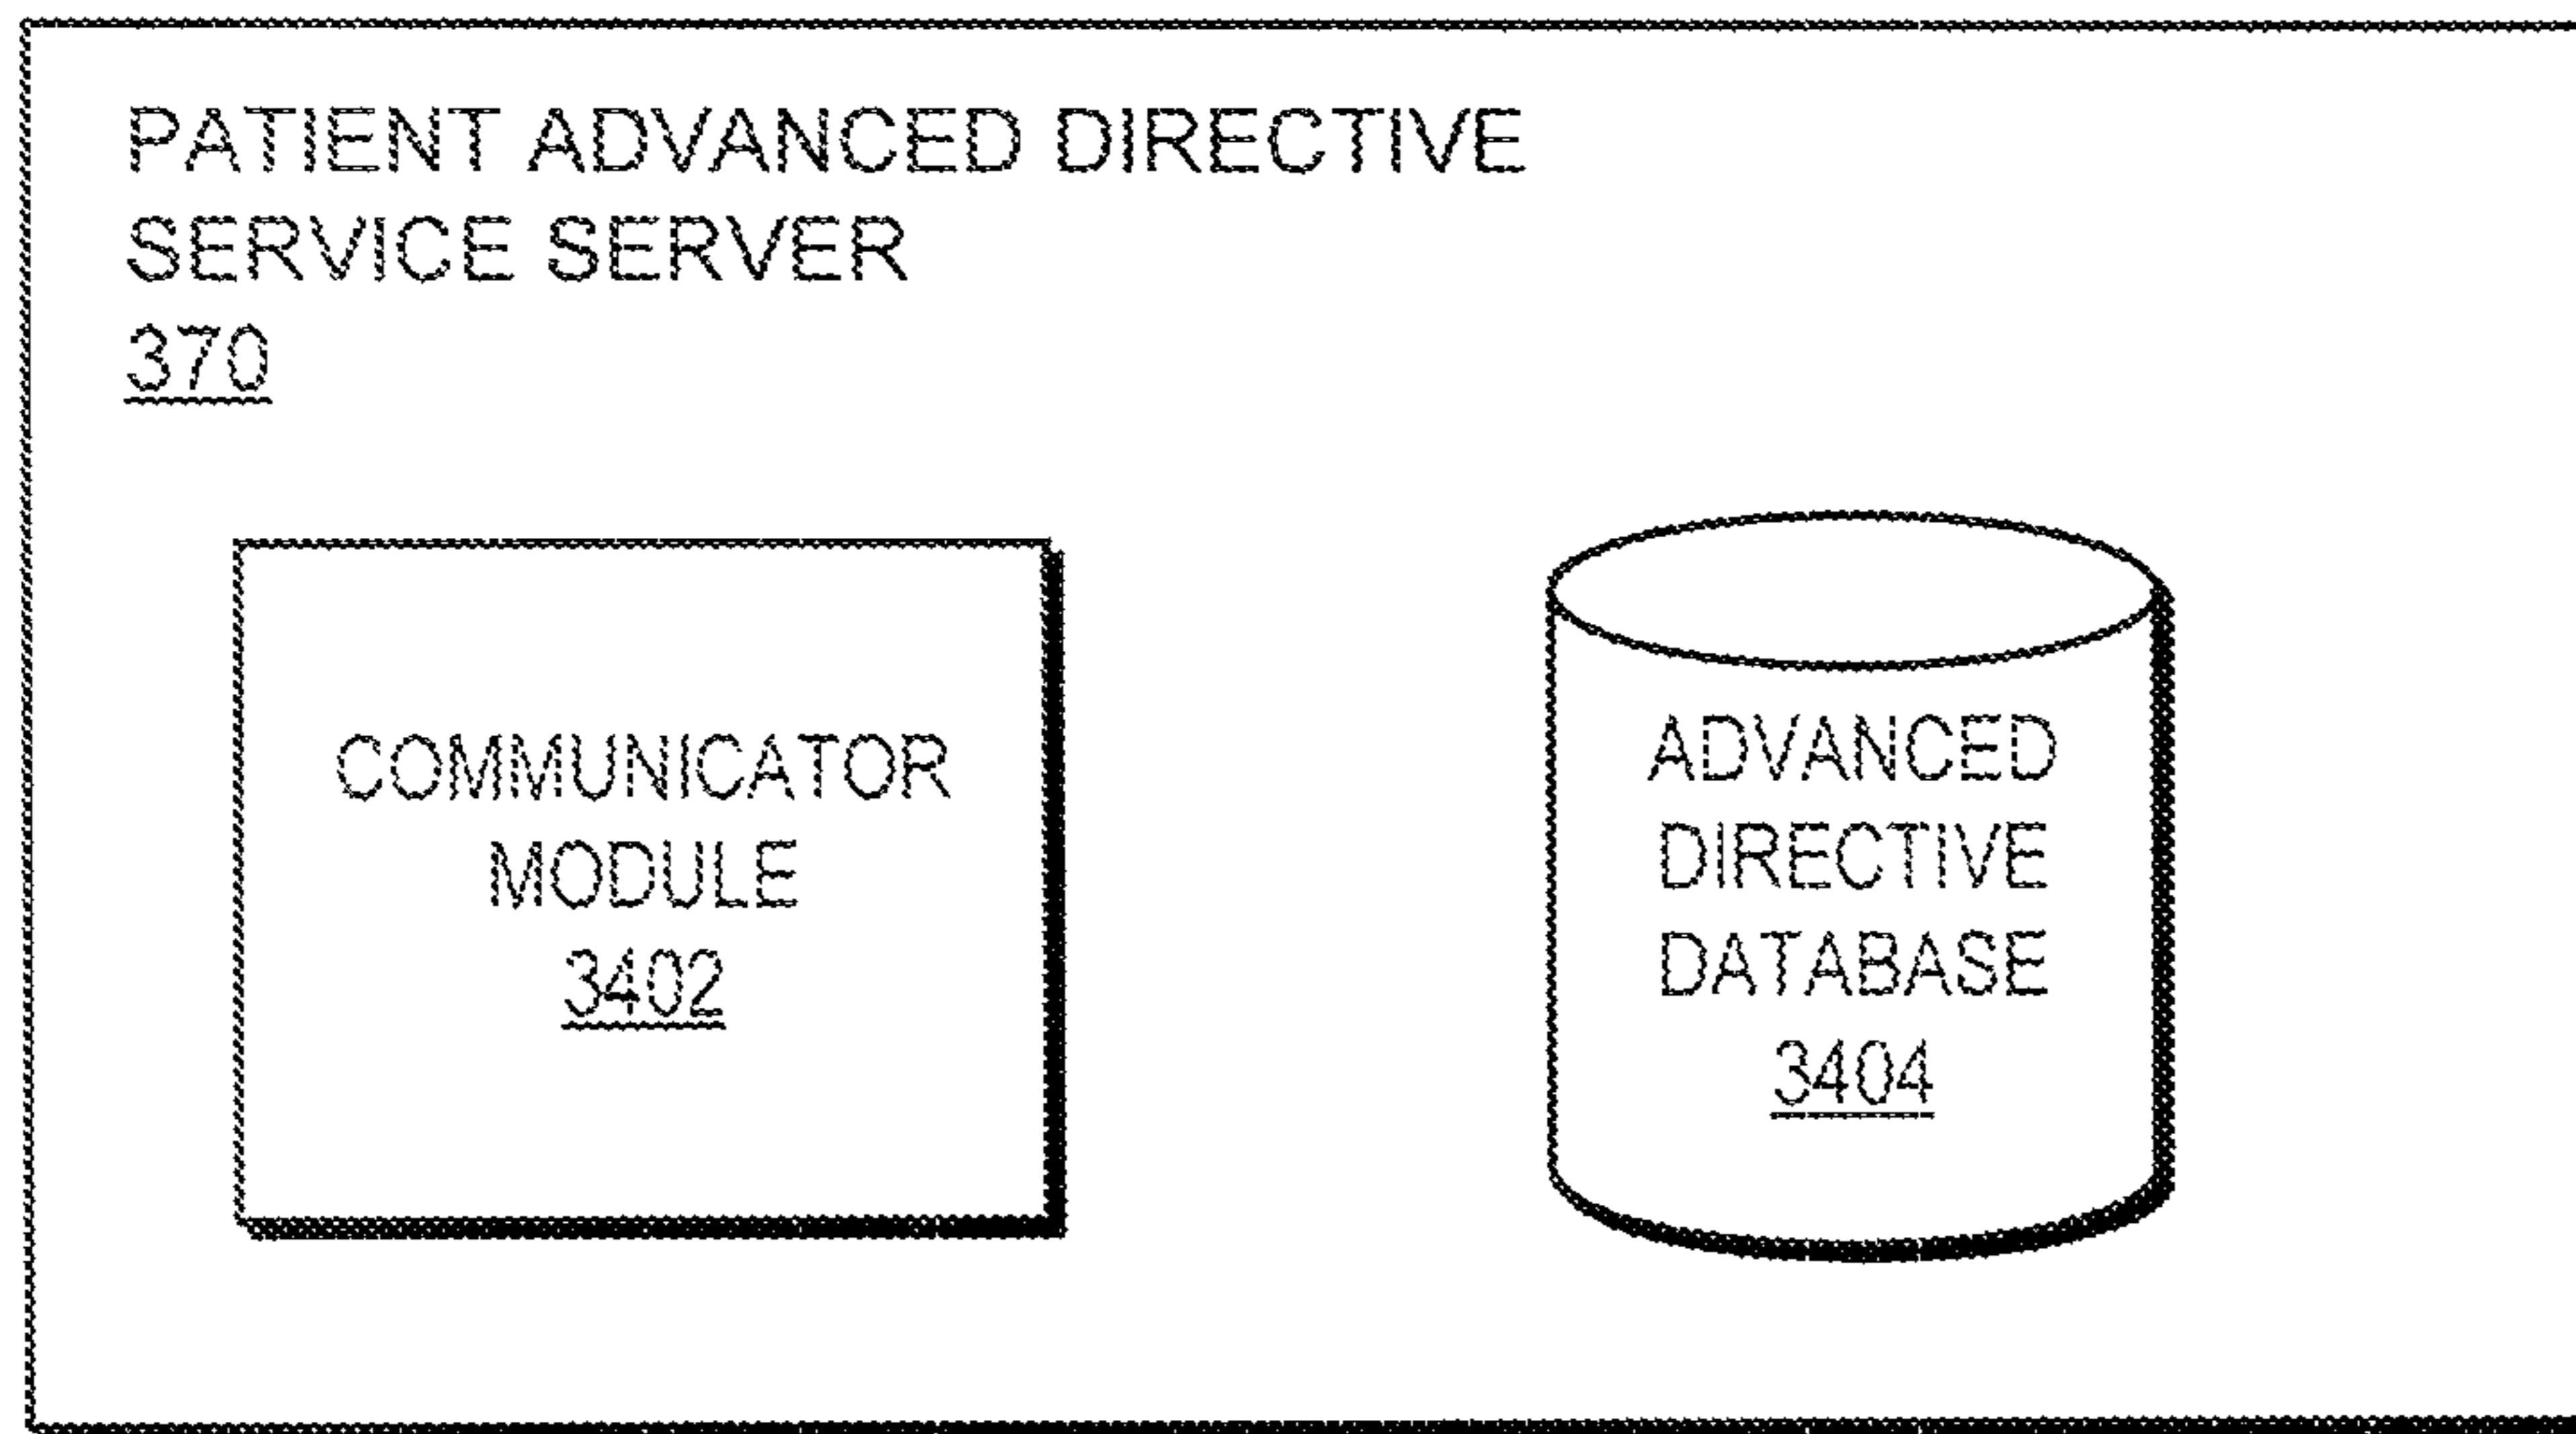 PATIENT ADVANCED DIRECTIVE
SERVICE SERVER
370
COMMUNICATOR
MODULE
3402
ADVANCED
DIRECTIVE
DATABASE
3404